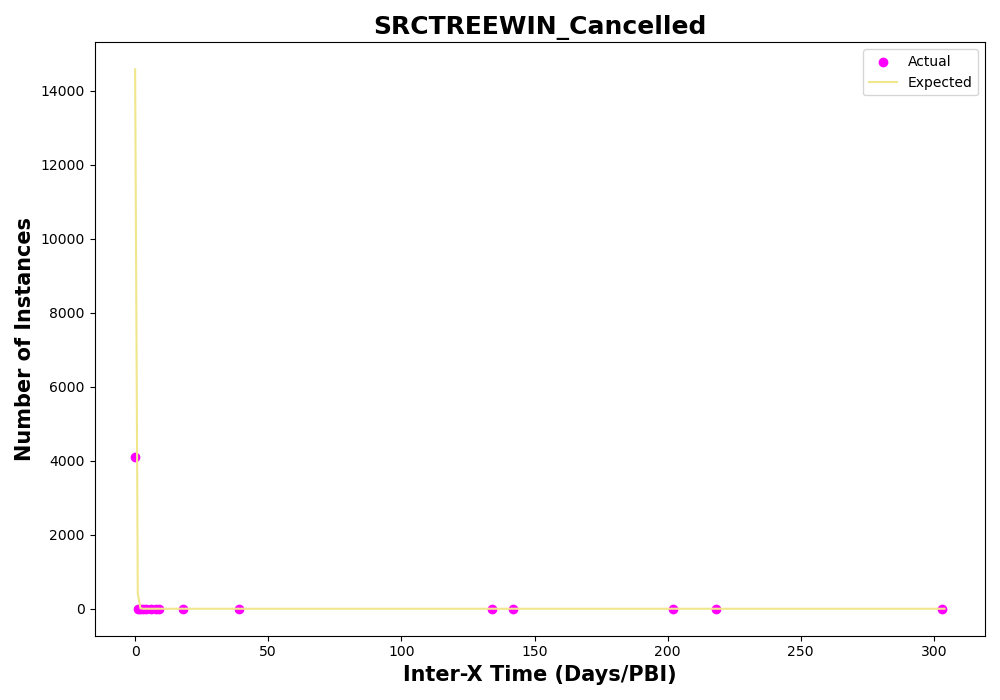 SRCTREEWIN_Cancelled
Actual
Expected
Number of Instances
14000
12000
10000
8000
6000
4000
2000
0
0 50 100 150 200 250 300
Inter-X Time (Days/PBI)